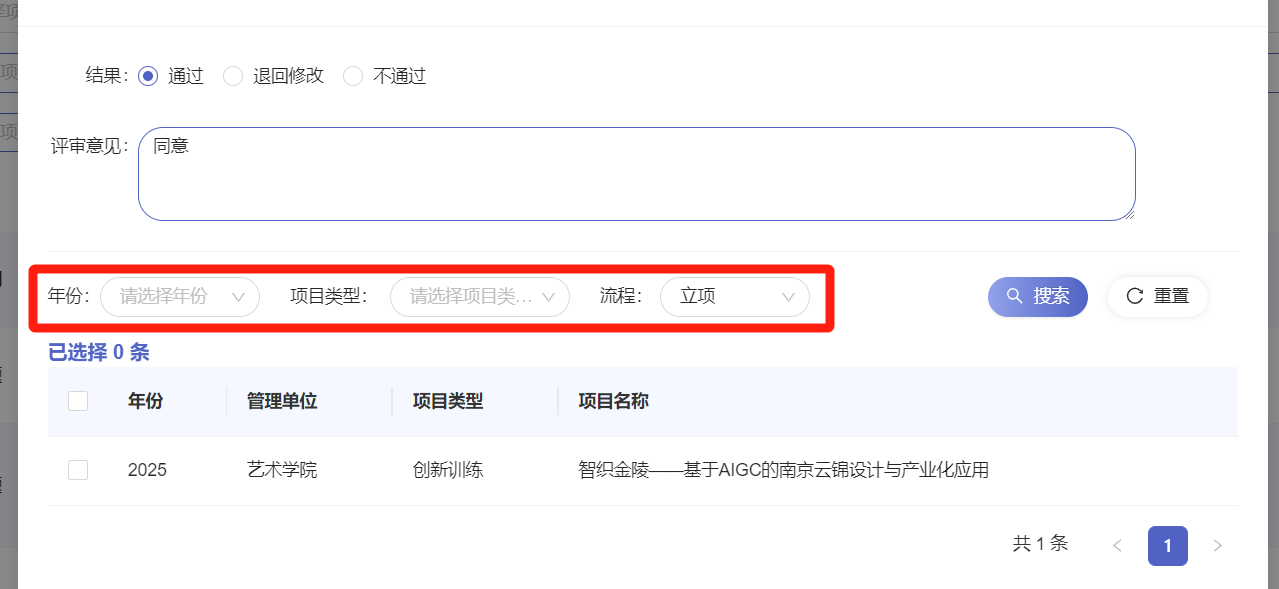 结果： 通过 退回修改 不通过
评审意见： 同意
年份： 请选择年份 项目类型： 请选择项目类... 流程： 立项 搜索 重置
已选择 0 条
年份 管理单位 项目类型 项目名称
2025 艺术学院 创新训练 智织金陵——基于AIGC的南京云锦设计与产业化应用
共 1 条 < 1 >